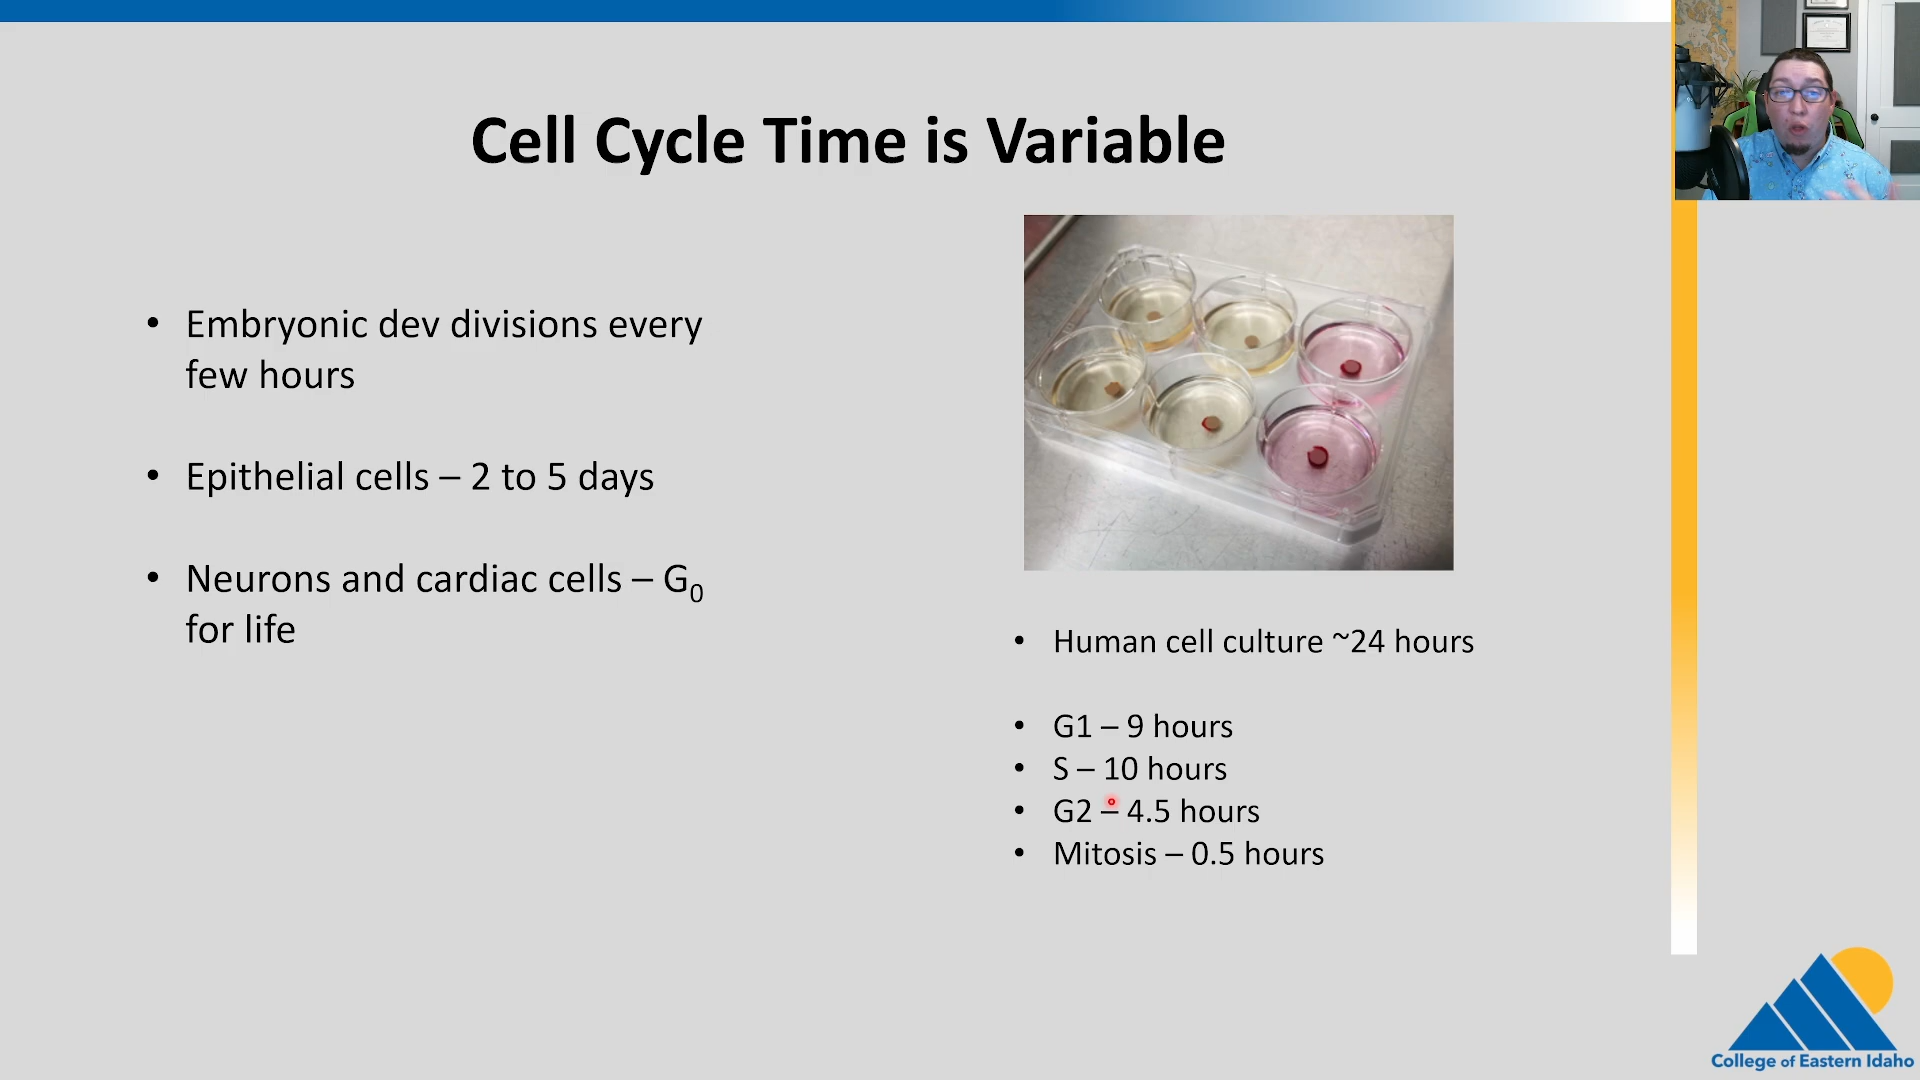 Cell Cycle Time is Variable
• Embryonic dev divisions every
few hours
• Epithelial cells – 2 to 5 days
• Neurons and cardiac cells – G₀
for life
• Human cell culture ~24 hours
• G1 – 9 hours
• S – 10 hours
• G2 – 4.5 hours
• Mitosis – 0.5 hours
College of Eastern Idaho